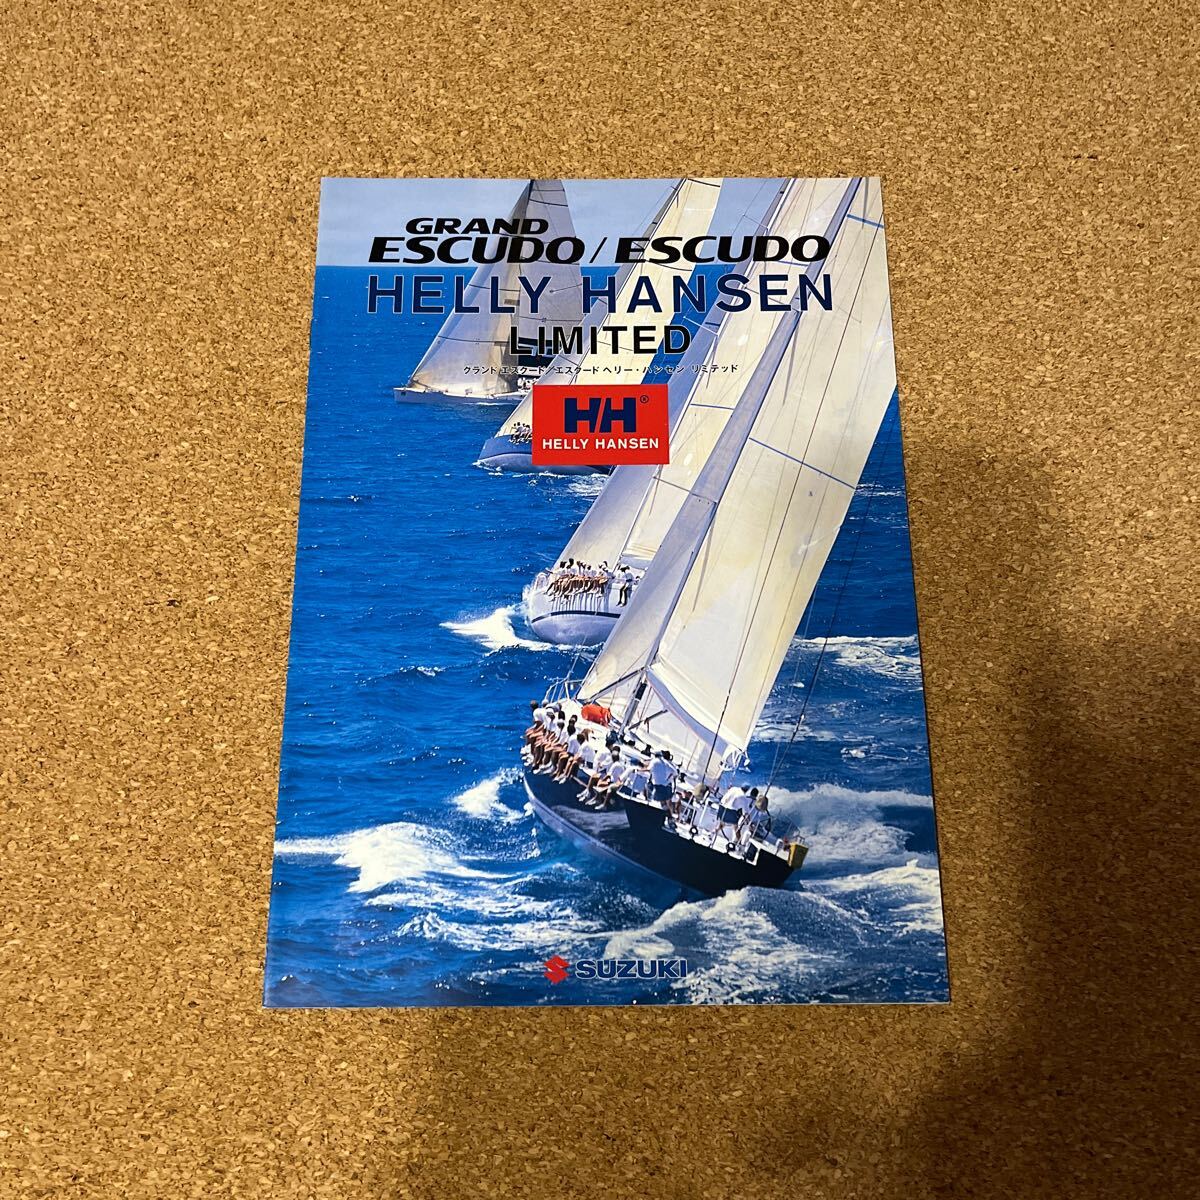 GRAND
ESCUDO / ESCUDO
HELLY HANSEN
LIMITED
グランド エスクード／エスクード ヘリー・ハンセン リミテッド
HH®
HELLY HANSEN
SUZUKI